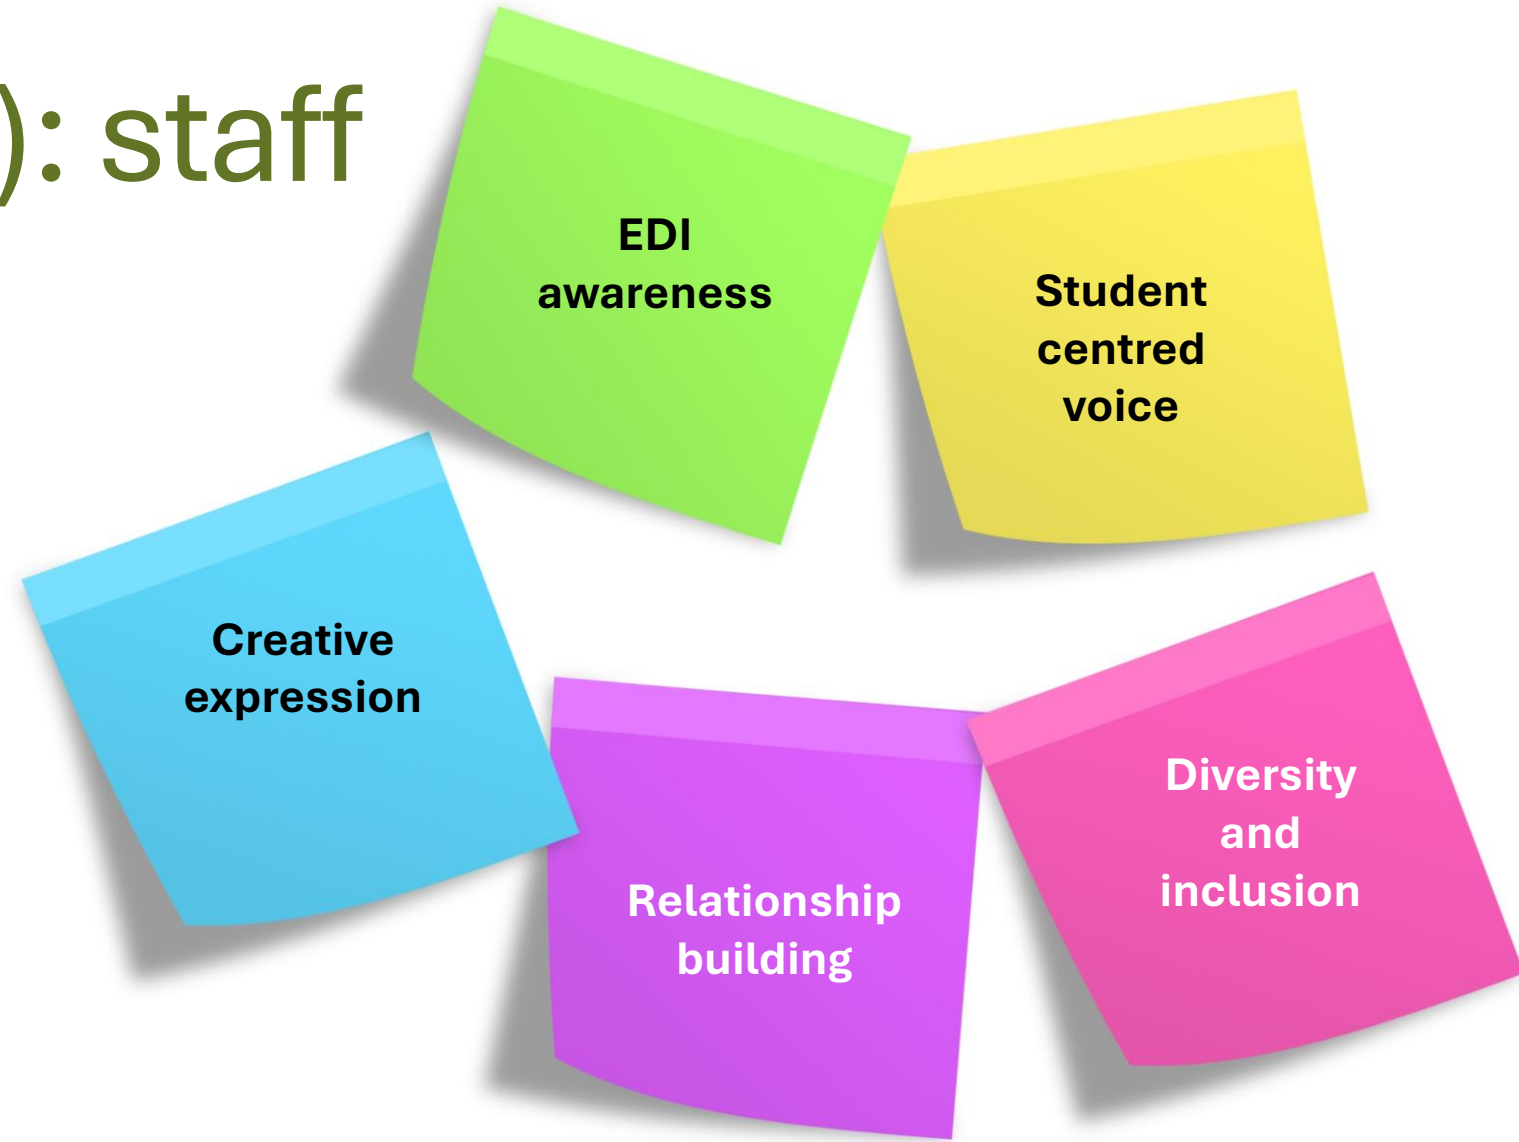 ): staff
EDI
awareness
Student
centred
voice
Creative
expression
Relationship
building
Diversity
and
inclusion